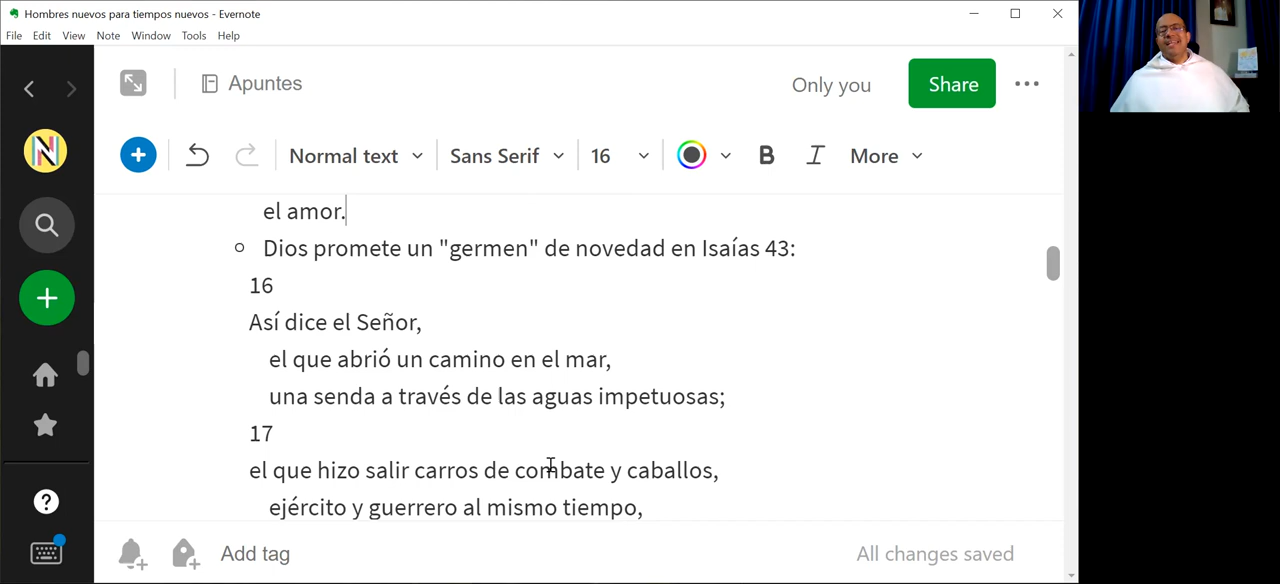 Hombres nuevos para tiempos nuevos - Evernote
File Edit View Note Window Tools Help
Apuntes
Only you
Share
Normal text
Sans Serif
16
B
I
More
el amor.
Dios promete un "germen" de novedad en Isaías 43:
16
Así dice el Señor,
el que abrió un camino en el mar,
una senda a través de las aguas impetuosas;
17
el que hizo salir carros de combate y caballos,
ejército y guerrero al mismo tiempo,
Add tag
All changes saved